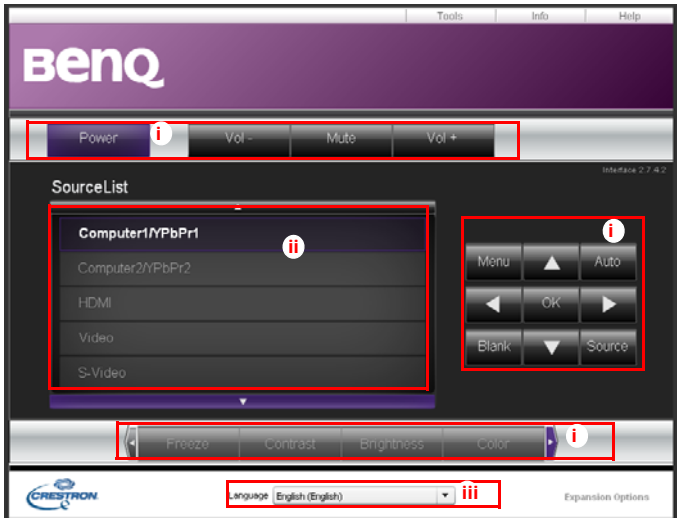 Tools Info Help
BenQ
Power i Vol - Mute Vol +
Interface 2.7.4.2
SourceList
Computer1/YPbPr1
ii
Computer2/YPbPr2
HDMI
Video
S-Video
i
Menu Auto
OK
Blank Source
Freeze Contrast Brightness Color i
CRESTRON
Language English (English) iii
Expansion Options